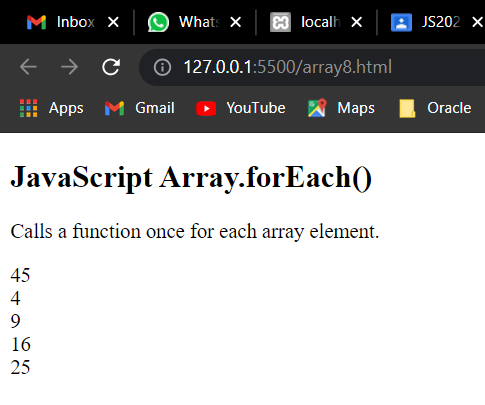 Inbox Whats localh JS202
127.0.0.1:5500/array8.html
Apps Gmail YouTube Maps Oracle
JavaScript Array.forEach()
Calls a function once for each array element.
45
4
9
16
25